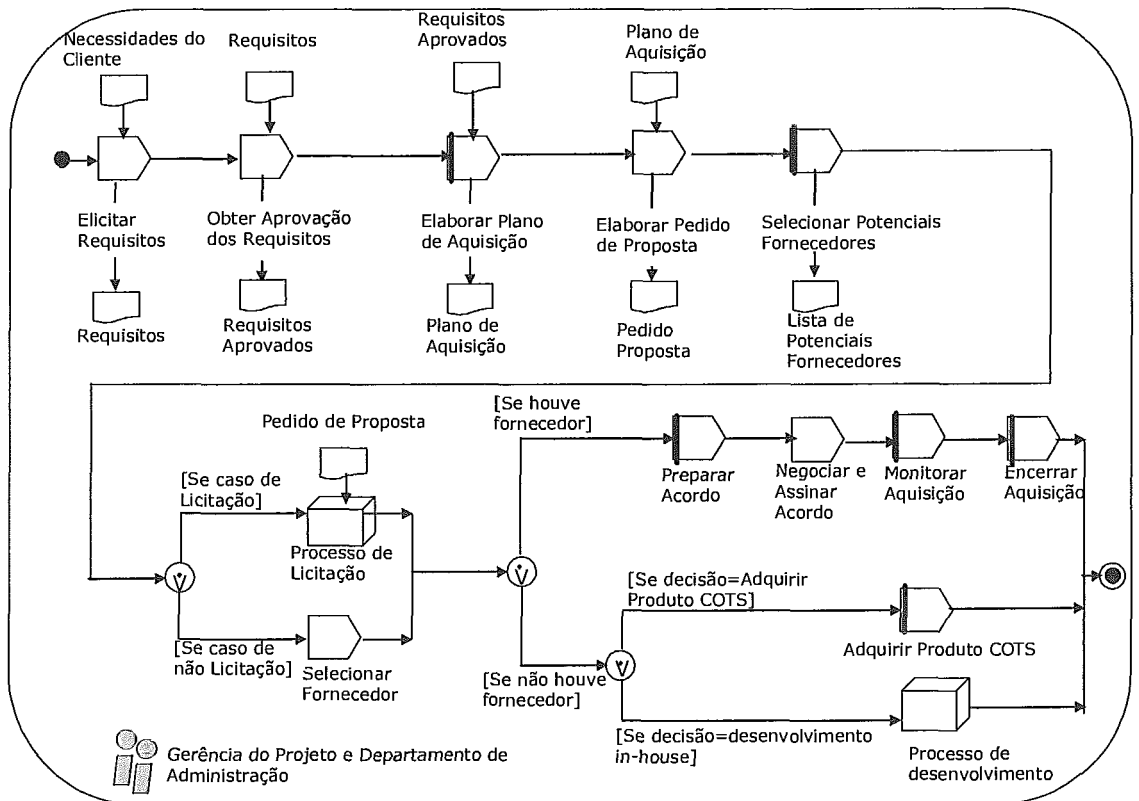 Necessidades do
Cliente
Requisitos
Requisitos
Aprovados
Plano de
Aquisição
Elicitar
Requisitos
Obter Aprovação
dos Requisitos
Elaborar Plano
de Aquisição
Elaborar Pedido
de Proposta
Selecionar Potenciais
Fornecedores
Requisitos
Requisitos
Aprovados
Plano de
Aquisição
Pedido
Proposta
Lista de
Potenciais
Fornecedores
Pedido de Proposta
[Se caso de
Licitação]
Processo de
Licitação
[Se caso de
não Licitação]
Selecionar
Fornecedor
[Se houve
fornecedor]
Preparar
Acordo
Negociar e
Assinar
Acordo
Monitorar
Aquisição
Encerrar
Aquisição
[Se não houve
fornecedor]
[Se decisão=Adquirir
Produto COTS]
Adquirir Produto COTS
[Se decisão=desenvolvimento
in-house]
Processo de
desenvolvimento
Gerência do Projeto e Departamento de
Administração